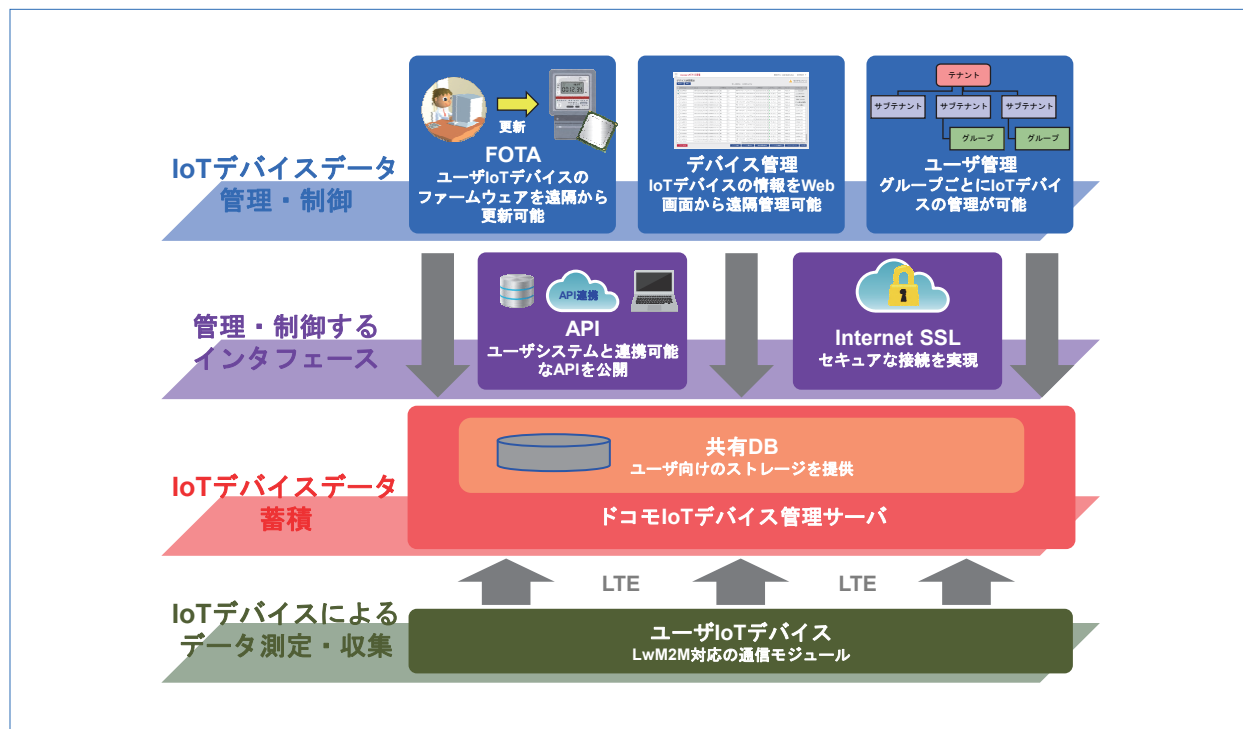 更新
FOTA
ユーザIoTデバイスの
ファームウェアを遠隔から
更新可能
デバイス管理
IoTデバイスの情報をWeb
画面から遠隔管理可能
テナント
サブテナント
サブテナント
サブテナント
グループ
グループ
ユーザ管理
グループごとにIoTデバイ
スの管理が可能
IoTデバイスデータ
管理・制御
API連携
API
ユーザシステムと連携可能
なAPIを公開
Internet SSL
セキュアな接続を実現
管理・制御する
インタフェース
共有DB
ユーザ向けのストレージを提供
ドコモIoTデバイス管理サーバ
IoTデバイスデータ
蓄積
LTE
LTE
IoTデバイスによる
データ測定・収集
ユーザIoTデバイス
LwM2M対応の通信モジュール